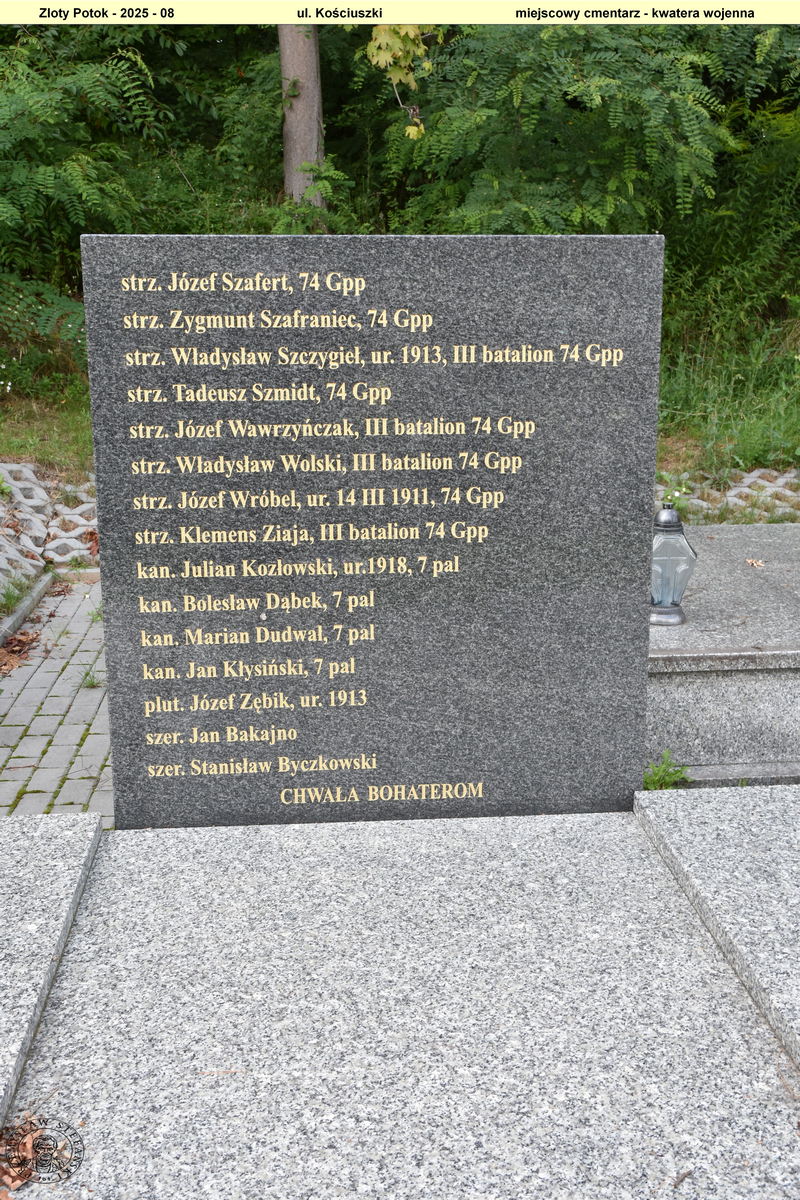 Zloty Potok - 2025 - 08 ul. Kościuszki miejscowy cmentarz - kwatera wojenna
strz. Józef Szafert, 74 Gpp
strz. Zygmunt Szafraniec, 74 Gpp
strz. Władysław Szczygieł, ur. 1913, III batalion 74 Gpp
strz. Tadeusz Szmidt, 74 Gpp
strz. Józef Wawrzyńczak, III batalion 74 Gpp
strz. Władysław Wolski, III batalion 74 Gpp
strz. Józef Wróbel, ur. 14 III 1911, 74 Gpp
strz. Klemens Ziaja, III batalion 74 Gpp
kan. Julian Kozłowski, ur.1918, 7 pal
kan. Bolesław Dąbek, 7 pal
kan. Marian Dudwał, 7 pal
kan. Jan Kłysiński, 7 pal
plut. Józef Zębik, ur. 1913
szer. Jan Bakajno
szer. Stanisław Byczkowski
CHWAŁA BOHATEROM